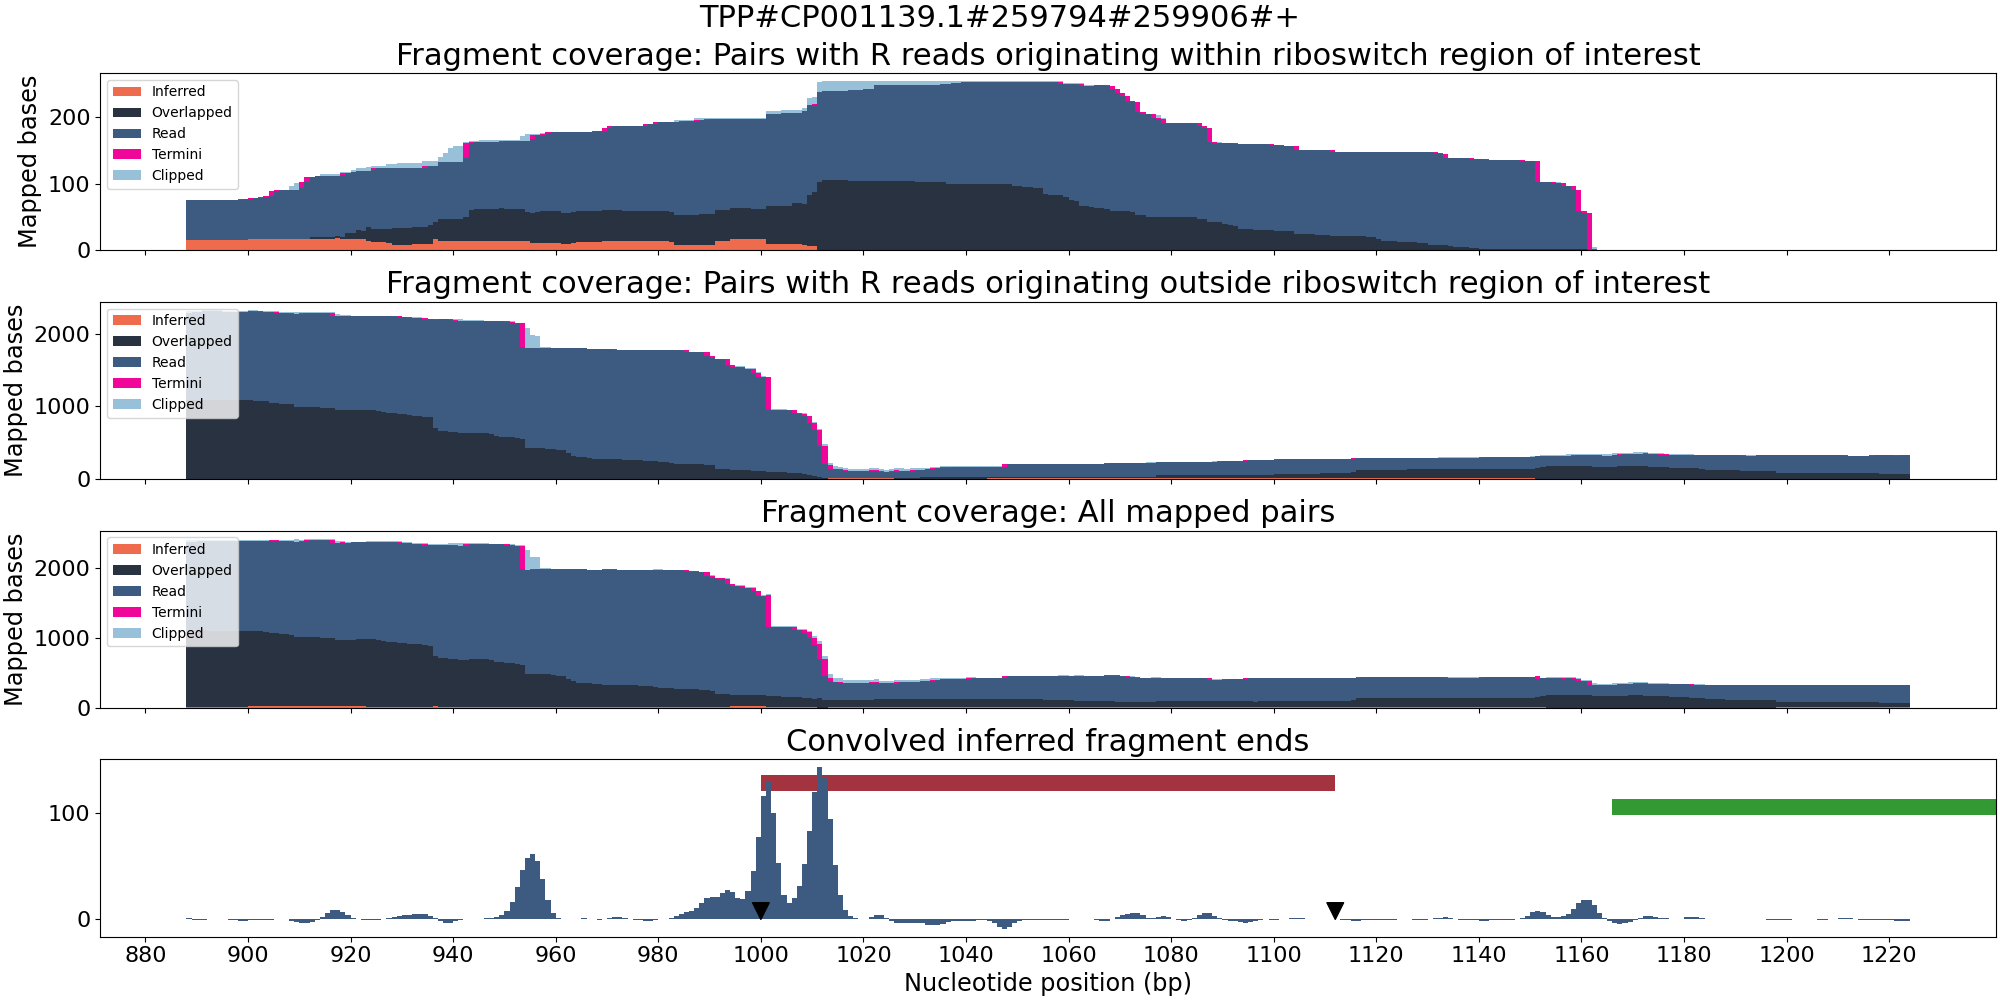 TPP#CP001139.1#259794#259906#+
Fragment coverage: Pairs with R reads originating within riboswitch region of interest
Mapped bases
200
100
0
Inferred
Overlapped
Read
Termini
Clipped
Fragment coverage: Pairs with R reads originating outside riboswitch region of interest
Mapped bases
2000
1000
0
Inferred
Overlapped
Read
Termini
Clipped
Fragment coverage: All mapped pairs
Mapped bases
2000
1000
0
Inferred
Overlapped
Read
Termini
Clipped
Convolved inferred fragment ends
100
0
880 900 920 940 960 980 1000 1020 1040 1060 1080 1100 1120 1140 1160 1180 1200 1220
Nucleotide position (bp)